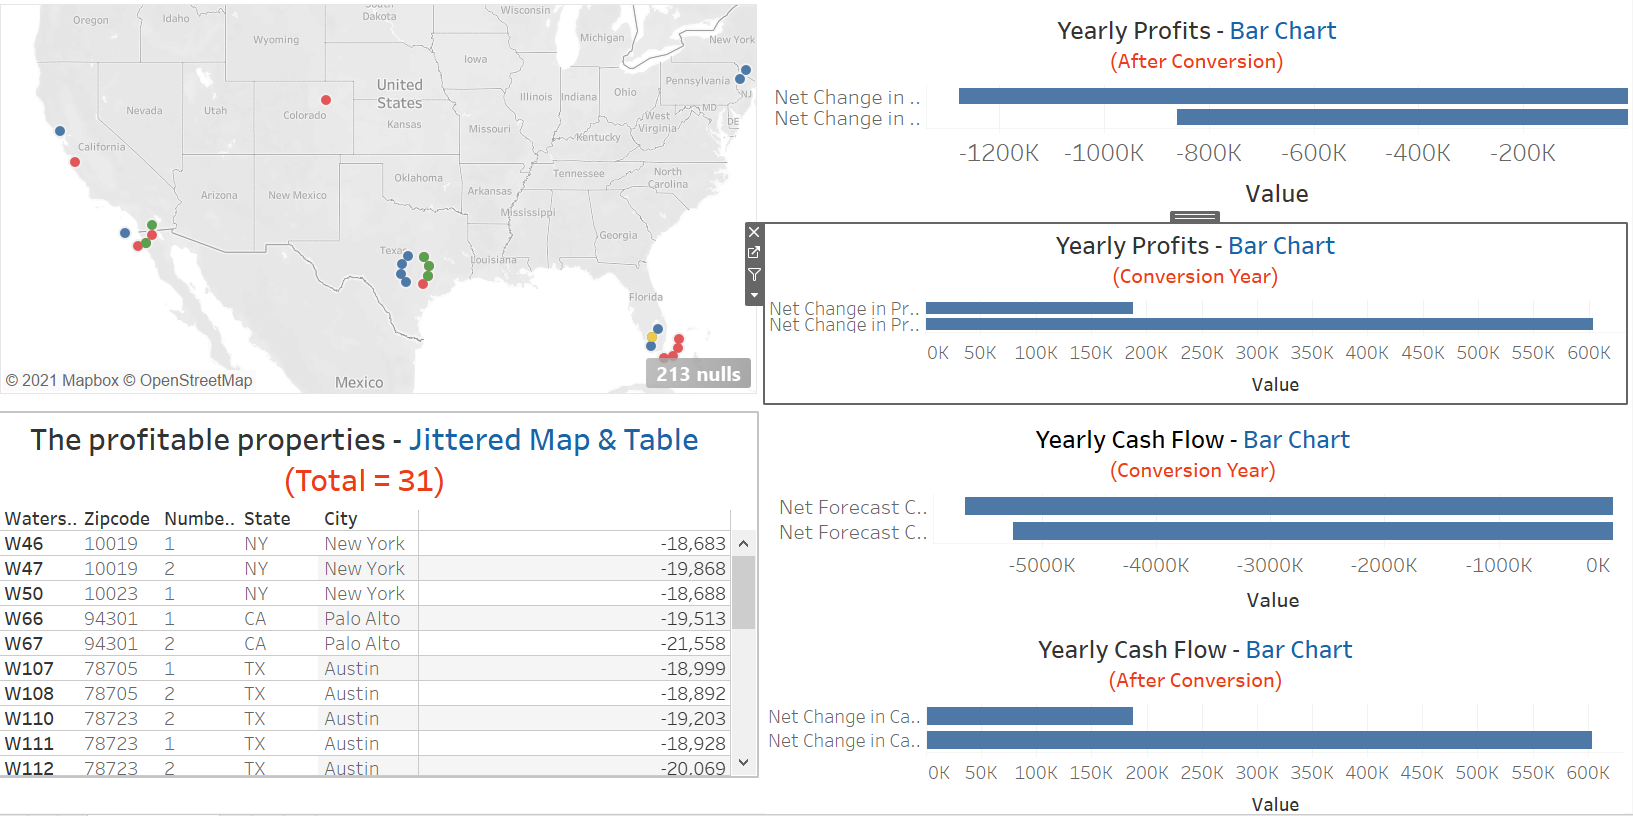 Oregon
Idaho
South
Dakota
Wisconsin
Wyoming
Michigan
New York
Iowa
United
States
Pennsylvania
Nevada
Utah
Colorado
Illinois
Indiana
Ohio
NJ
MD
DE
California
Kansas
Missouri
West
Virginia
Kentucky
Arizona
New Mexico
Oklahoma
Arkansas
Tennessee
North
Carolina
Mississippi
Georgia
Texas
Louisiana
Florida
Mexico
© 2021 Mapbox © OpenStreetMap
213 nulls
The profitable properties - Jittered Map & Table
(Total = 31)
Waters.. Zipcode Numbe.. State City
W46 10019 1 NY New York -18,683
W47 10019 2 NY New York -19,868
W50 10023 1 NY New York -18,688
W66 94301 1 CA Palo Alto -19,513
W67 94301 2 CA Palo Alto -21,558
W107 78705 1 TX Austin -18,999
W108 78705 2 TX Austin -18,892
W110 78723 2 TX Austin -19,203
W111 78723 1 TX Austin -18,928
W112 78723 2 TX Austin -20,069
Yearly Profits - Bar Chart
(After Conversion)
Net Change in ..
Net Change in ..
-1200K -1000K -800K -600K -400K -200K
Value
Yearly Profits - Bar Chart
(Conversion Year)
Net Change in Pr..
Net Change in Pr..
0K 50K 100K 150K 200K 250K 300K 350K 400K 450K 500K 550K 600K
Value
Yearly Cash Flow - Bar Chart
(Conversion Year)
Net Forecast C..
Net Forecast C..
-5000K -4000K -3000K -2000K -1000K 0K
Value
Yearly Cash Flow - Bar Chart
(After Conversion)
Net Change in Ca..
Net Change in Ca..
0K 50K 100K 150K 200K 250K 300K 350K 400K 450K 500K 550K 600K
Value